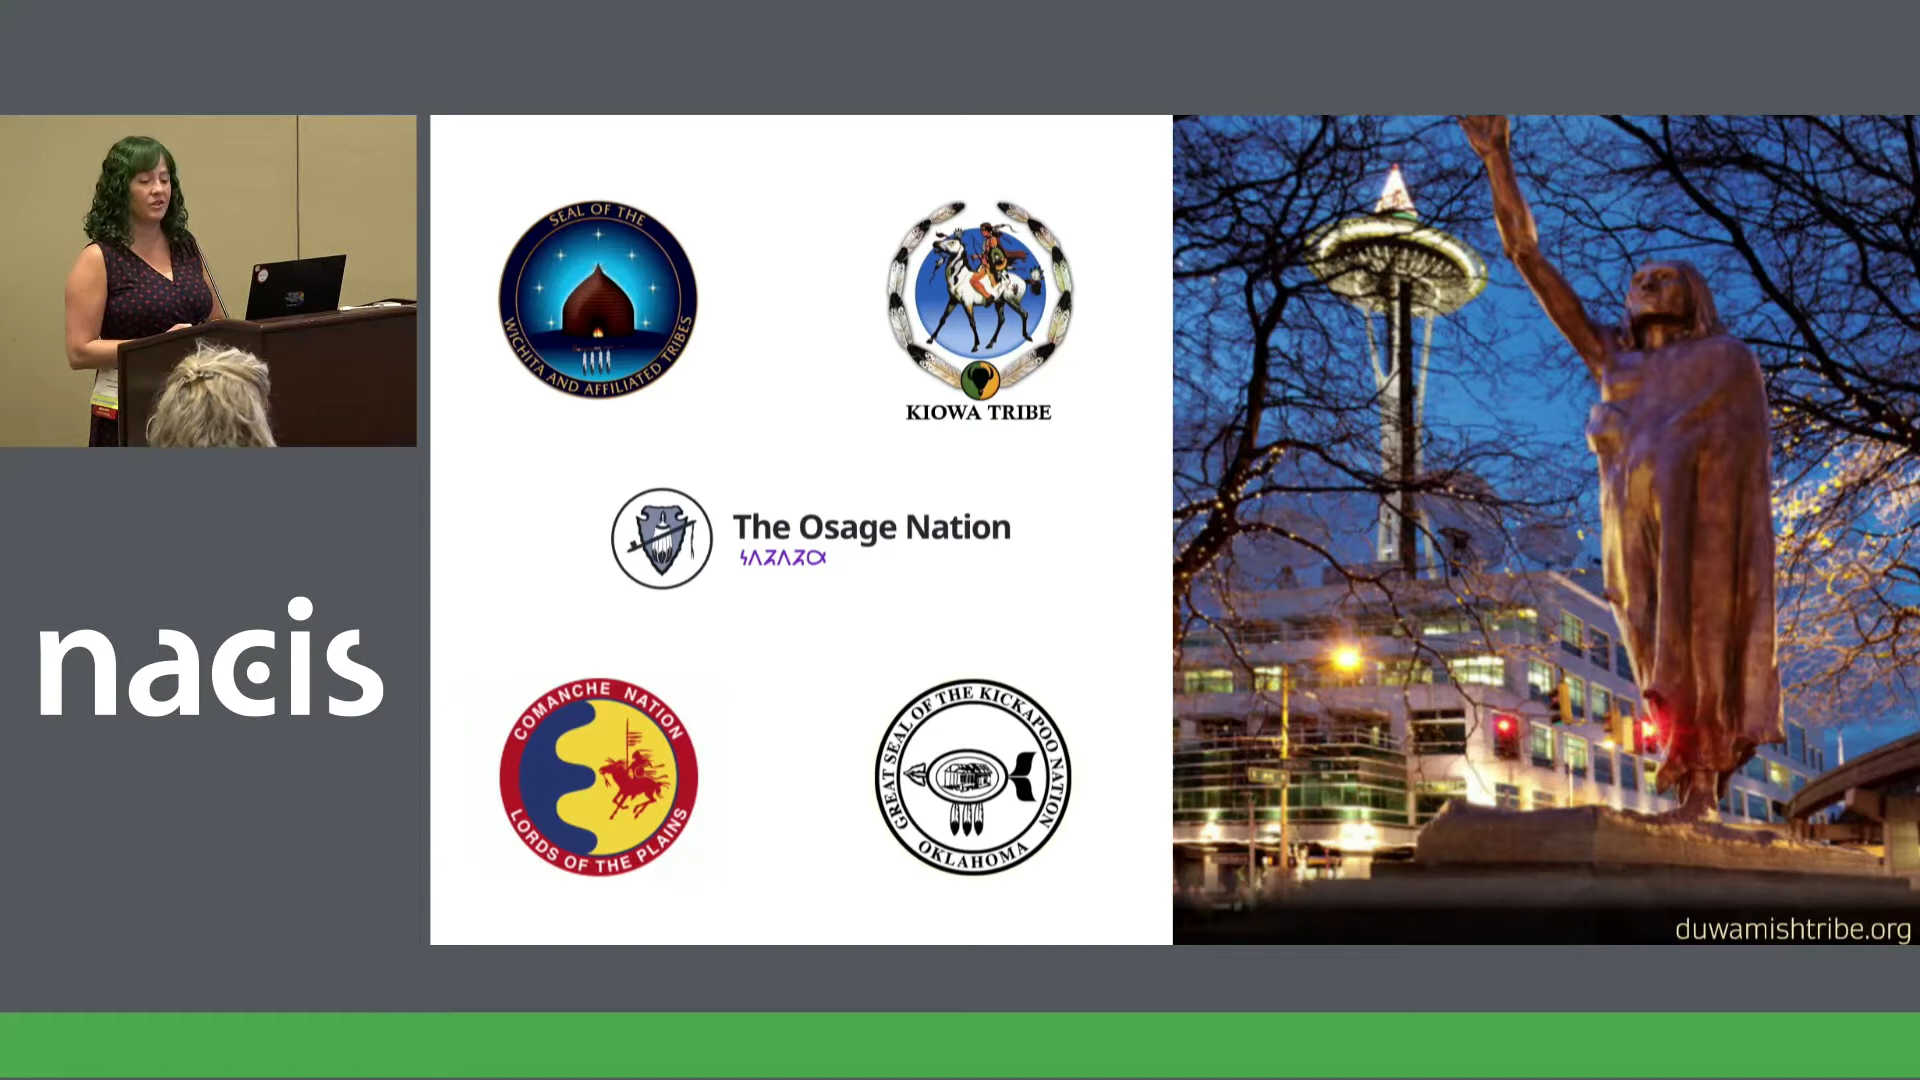 SEAL OF THE
WICHITA AND AFFILIATED TRIBES
KIOWA TRIBE
The Osage Nation
𐓏𐓘𐓓𐓘𐓓𐓟
COMANCHE NATION
LORDS OF THE PLAINS
GREAT SEAL OF THE KICKAPOO NATION
OKLAHOMA
nacis
duwamishtribe.org